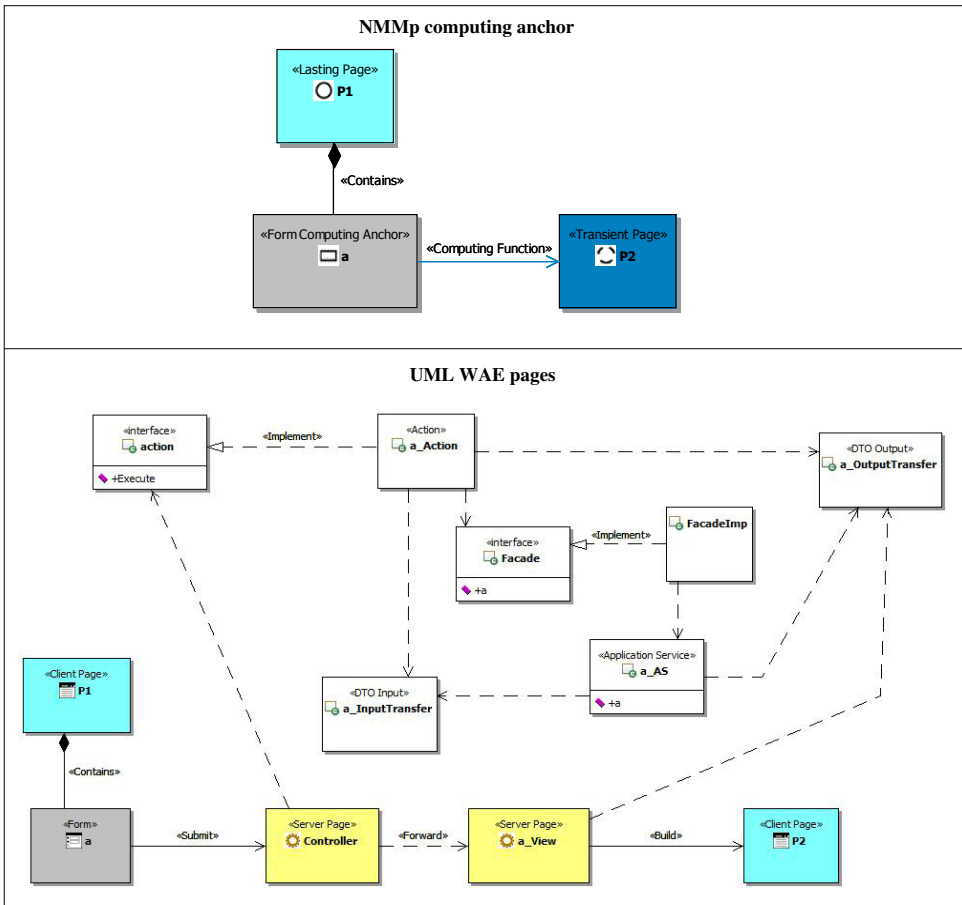 NMMp computing anchor
«Lasting Page»
P1
«Contains»
«Form Computing Anchor»
a
«Computing Function»
«Transient Page»
P2
UML WAE pages
«interface»
action
+Execute
«Implement»
«Action»
a_Action
«DTO Output»
a_OutputTransfer
«interface»
Facade
+a
«Implement»
FacadeImp
«Application Service»
a_AS
+a
«DTO Input»
a_InputTransfer
«Client Page»
P1
«Contains»
«Form»
a
«Submit»
«Server Page»
Controller
«Forward»
«Server Page»
a_View
«Build»
«Client Page»
P2